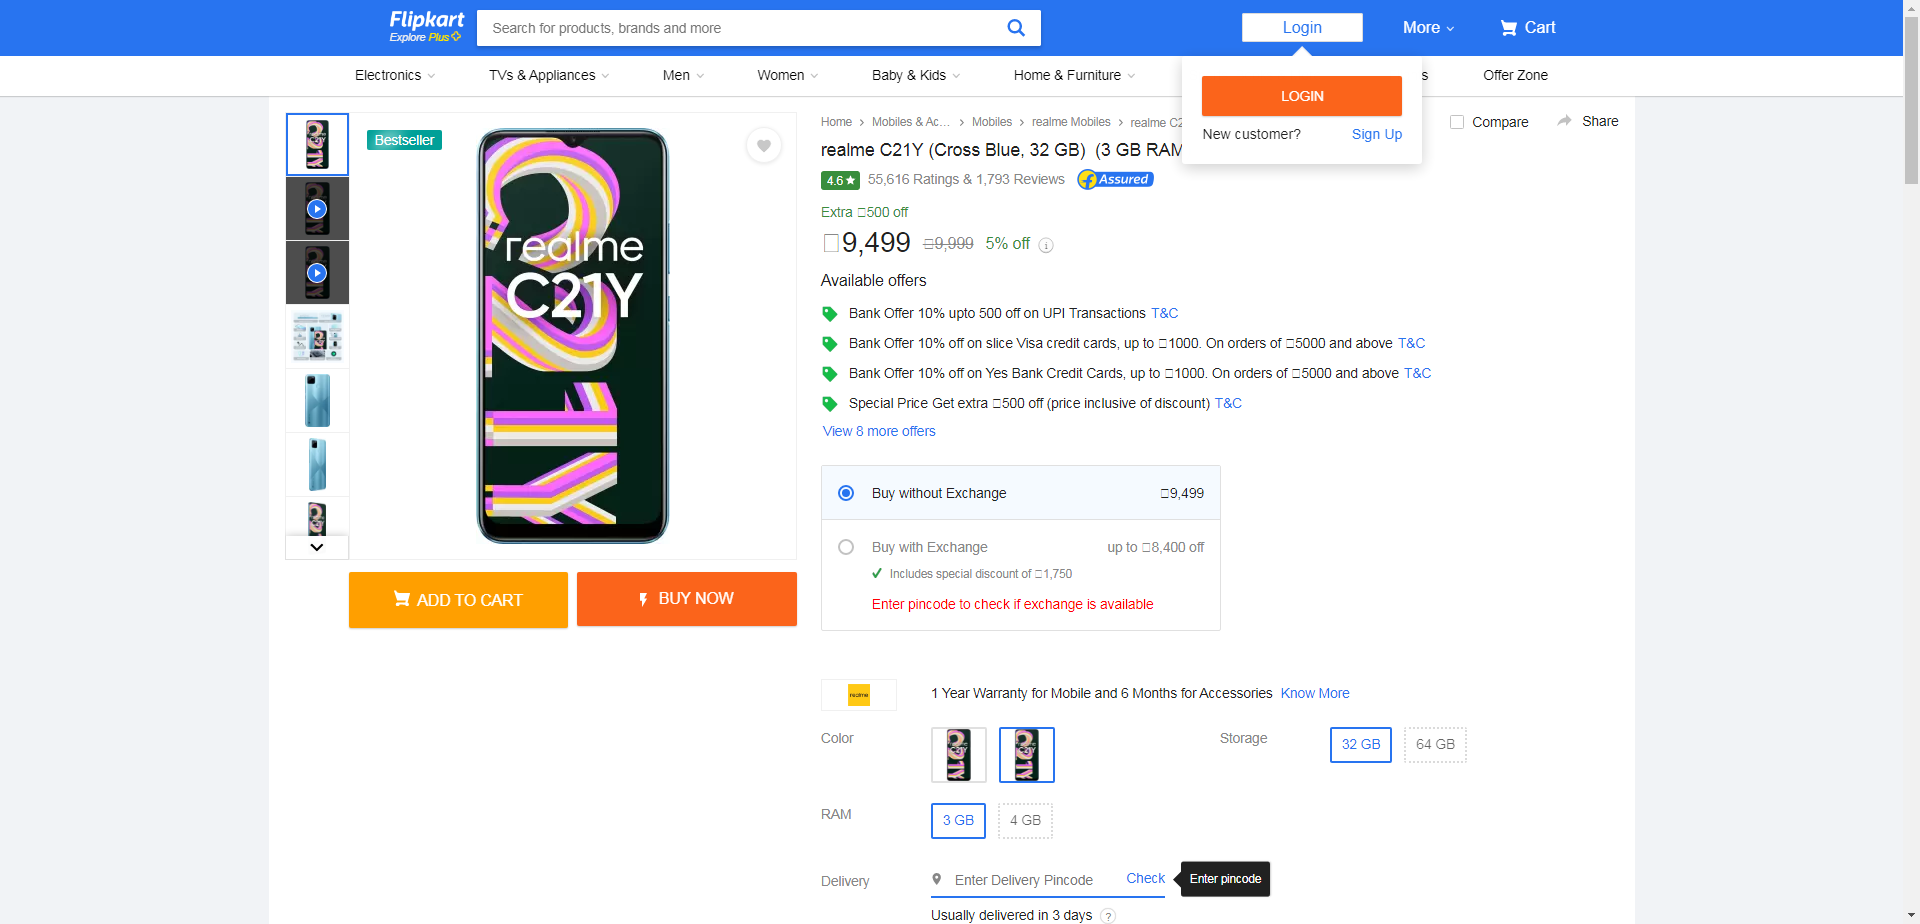 Flipkart
Explore Plus
Search for products, brands and more
Login
More
Cart
Electronics
TVs & Appliances
Men
Women
Baby & Kids
Home & Furniture
s
Offer Zone
LOGIN
New customer?
Sign Up
Bestseller
realme
C21Y
ADD TO CART
BUY NOW
Home > Mobiles & Ac... > Mobiles > realme Mobiles > realme C2
Compare
Share
realme C21Y (Cross Blue, 32 GB) (3 GB RAM
4.6★ 55,616 Ratings & 1,793 Reviews Assured
Extra □500 off
□9,499 □9,999 5% off i
Available offers
Bank Offer 10% upto 500 off on UPI Transactions T&C
Bank Offer 10% off on slice Visa credit cards, up to □1000. On orders of □5000 and above T&C
Bank Offer 10% off on Yes Bank Credit Cards, up to □1000. On orders of □5000 and above T&C
Special Price Get extra □500 off (price inclusive of discount) T&C
View 8 more offers
Buy without Exchange □9,499
Buy with Exchange up to □8,400 off
Includes special discount of □1,750
Enter pincode to check if exchange is available
realme
1 Year Warranty for Mobile and 6 Months for Accessories Know More
Color
Storage 32 GB 64 GB
RAM 3 GB 4 GB
Delivery Enter Delivery Pincode Check Enter pincode
Usually delivered in 3 days ?